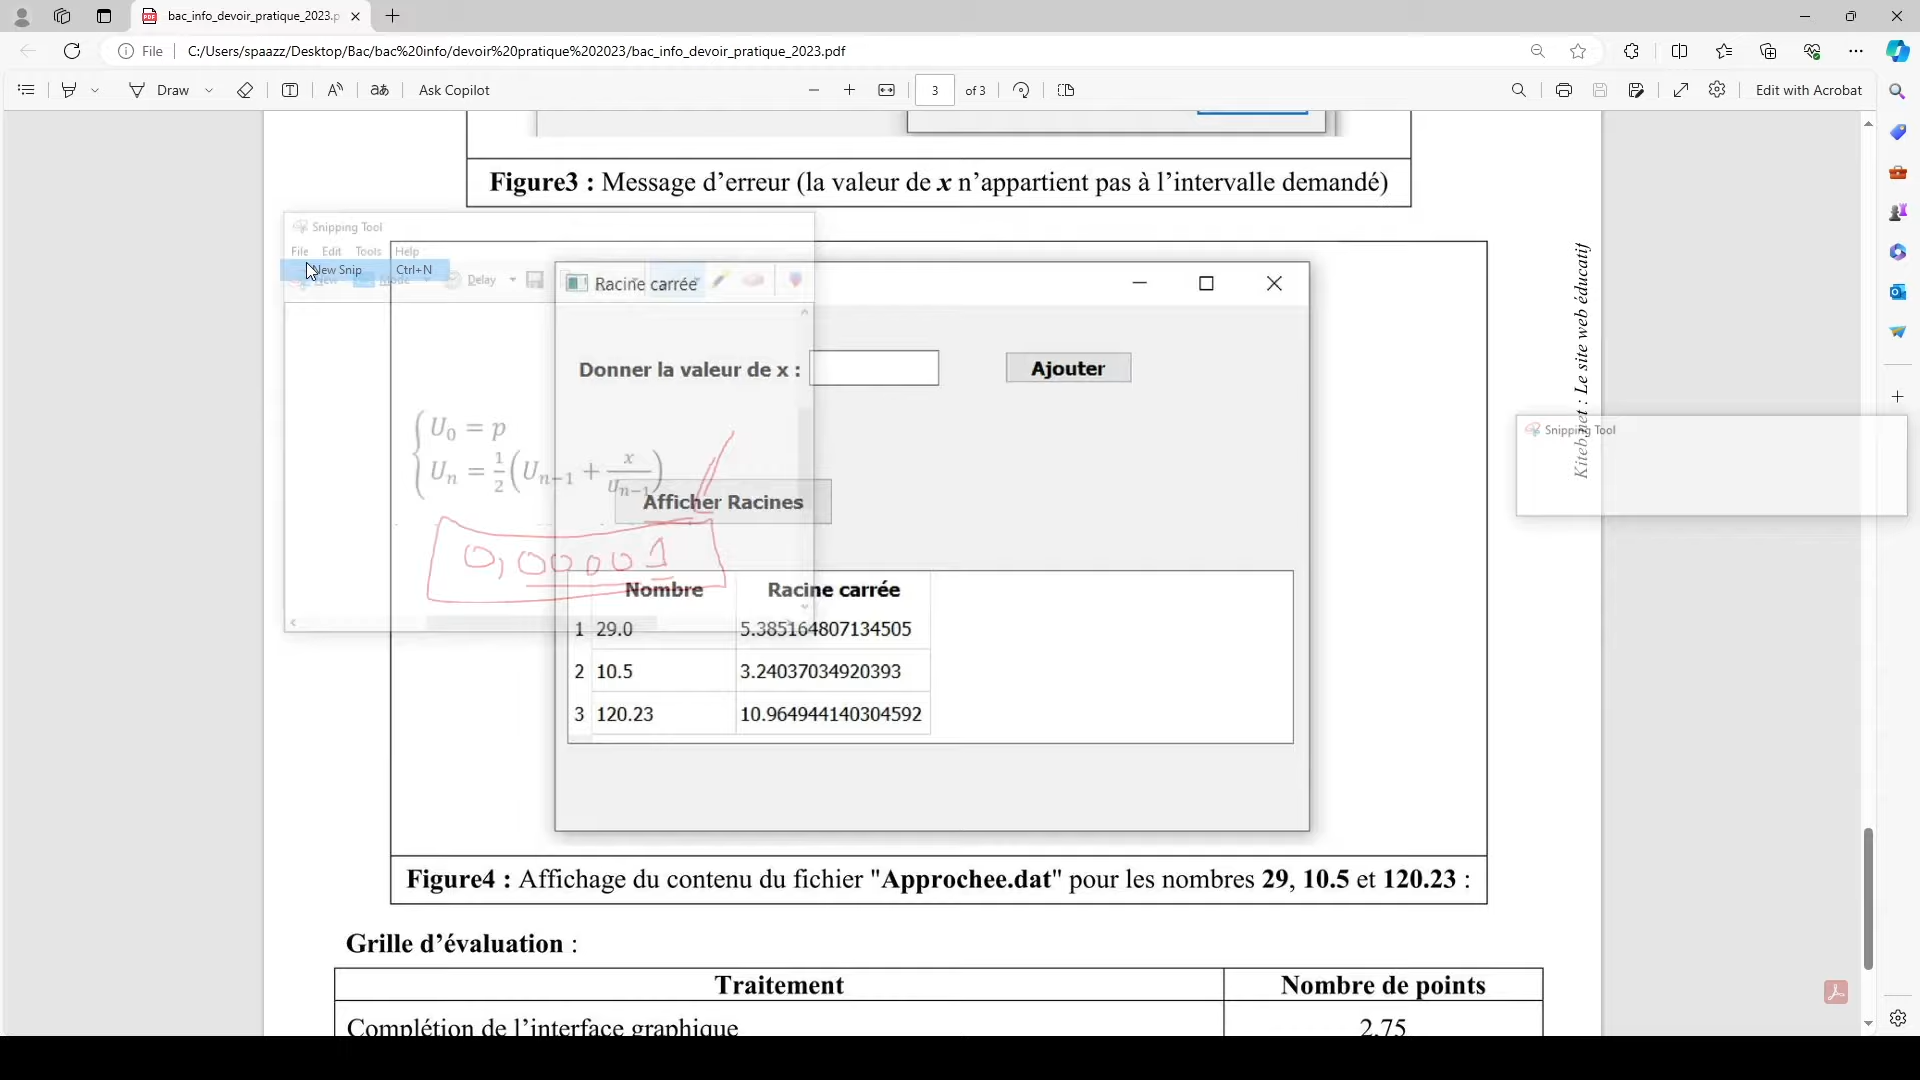 bac_info_devoir_pratique_2023.p
File
C:/Users/spaazz/Desktop/Bac/bac%20info/devoir%20pratique%202023/bac_info_devoir_pratique_2023.pdf
Draw
Ask Copilot
3
of 3
Edit with Acrobat
Figure3 : Message d’erreur (la valeur de x n’appartient pas à l’intervalle demandé)
Snipping Tool
File Edit Tools Help
New Snip Ctrl+N
New Mode Delay
Racine carrée
Donner la valeur de x :
Ajouter
U0 = p
Un = 1/2 (Un−1 + x/Un−1)
Afficher Racines
0,00001
Nombre Racine carrée
1 29.0 5.385164807134505
2 10.5 3.24037034920393
3 120.23 10.964944140304592
Figure4 : Affichage du contenu du fichier "Approchee.dat" pour les nombres 29, 10.5 et 120.23 :
Kiteb.net : Le site web éducatif
Snipping Tool
Grille d’évaluation :
Traitement Nombre de points
Complétion de l’interface graphique 2.75